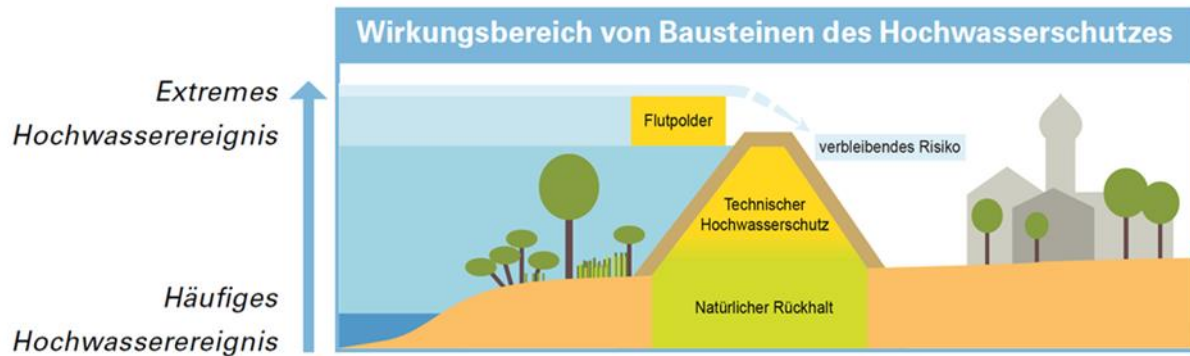 Wirkungsbereich von Bausteinen des Hochwasserschutzes
Extremes
Hochwasserereignis
Flutpolder
verbleibendes Risiko
Technischer
Hochwasserschutz
Häufiges
Hochwasserereignis
Natürlicher Rückhalt